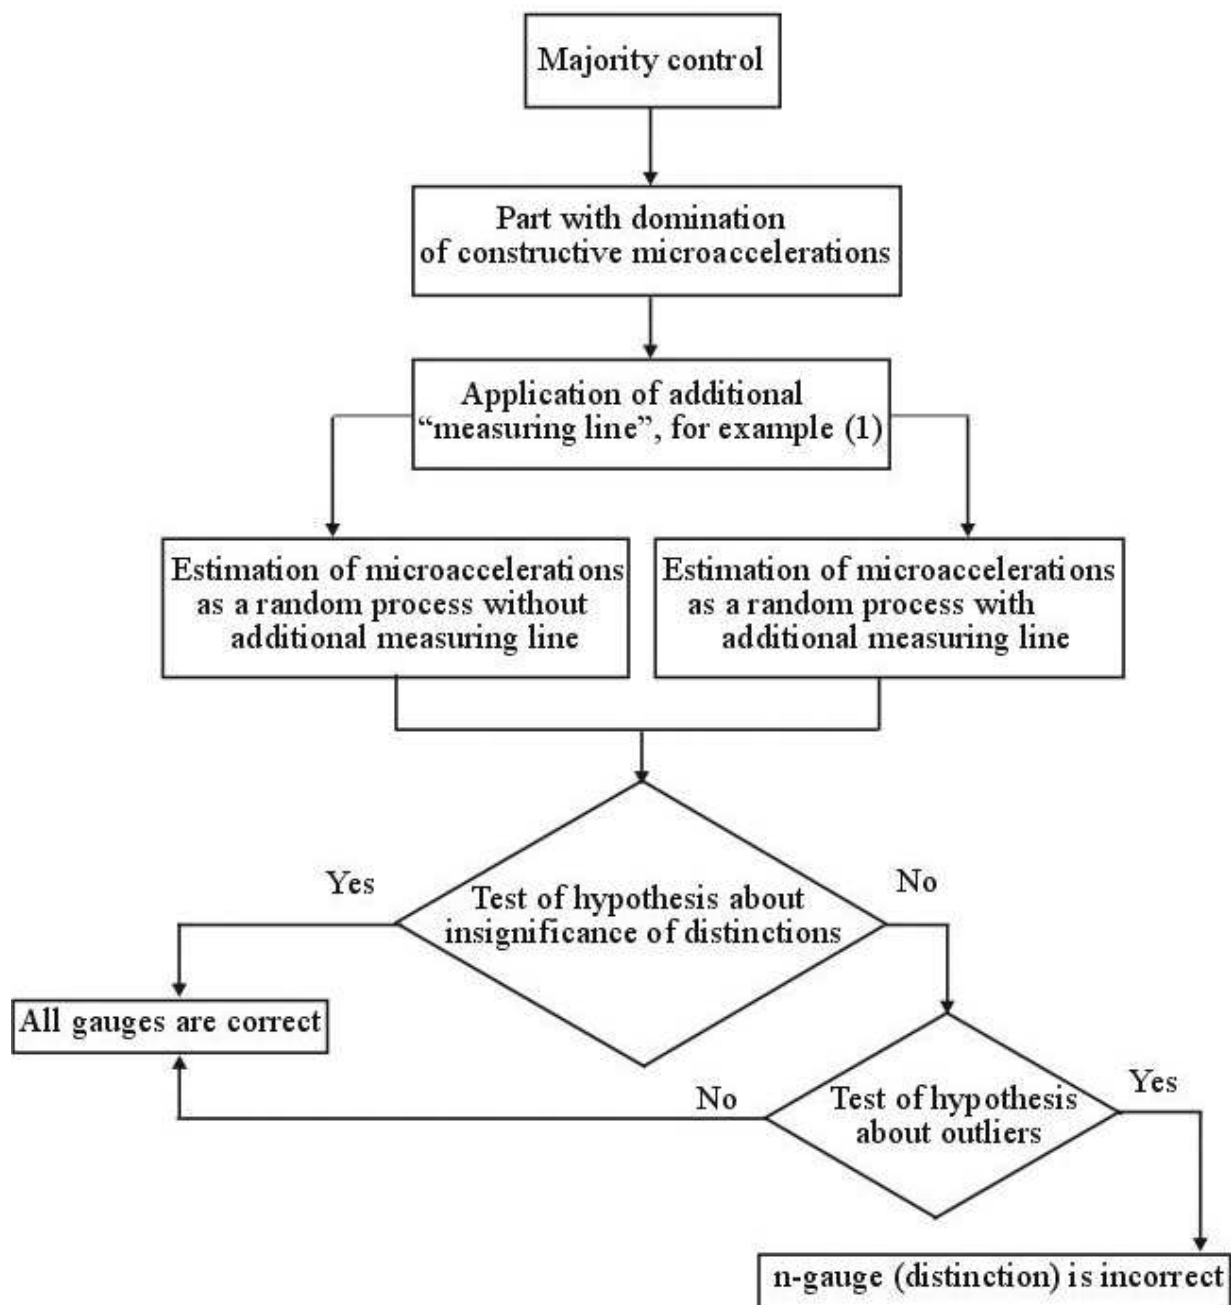 Majority control
Part with domination
of constructive microaccelerations
Application of additional
“measuring line”, for example (1)
Estimation of microaccelerations
as a random process without
additional measuring line
Estimation of microaccelerations
as a random process with
additional measuring line
Yes
Test of hypothesis about
insignificance of distinctions
No
All gauges are correct
No
Test of hypothesis
about outliers
Yes
n-gauge (distinction) is incorrect